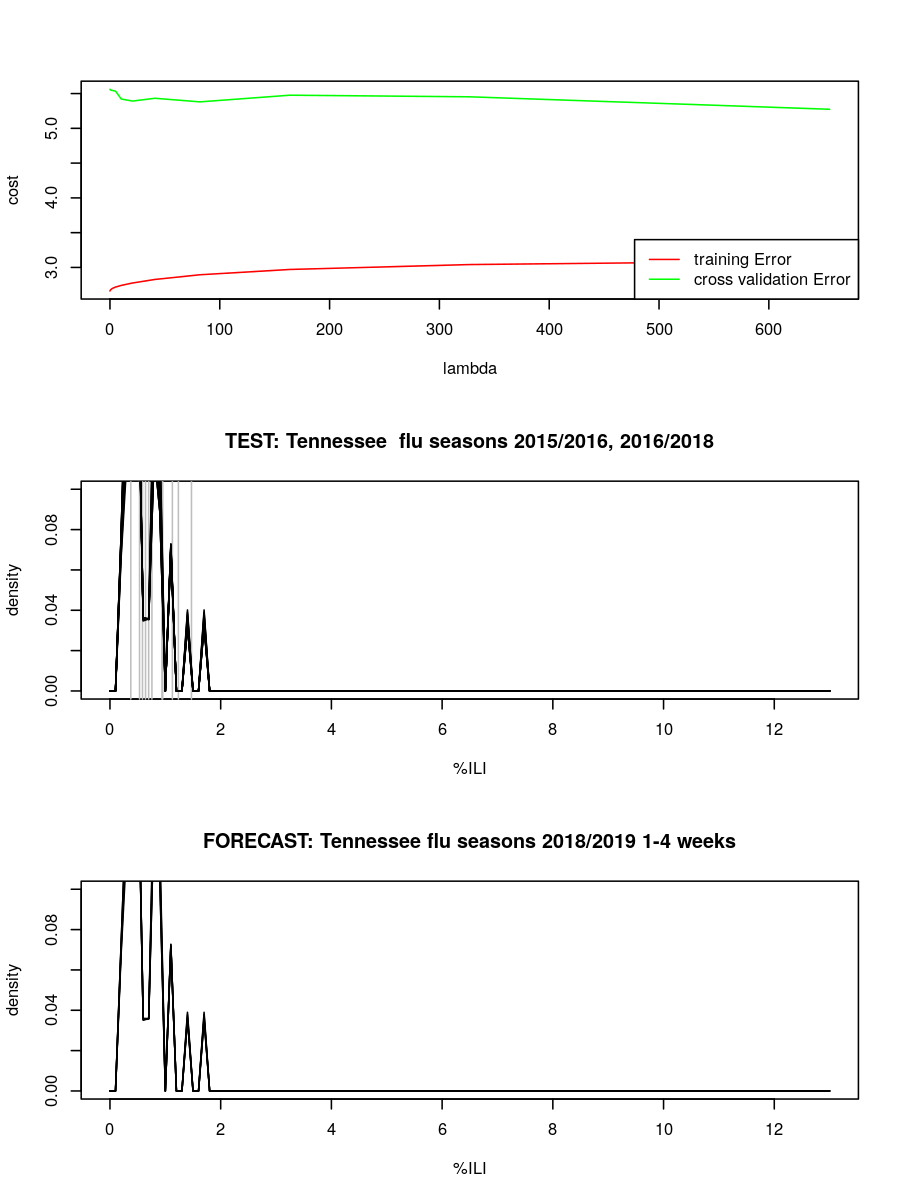 5.0
4.0
3.0
cost
training Error
cross validation Error
0 100 200 300 400 500 600
lambda
TEST: Tennessee  flu seasons 2015/2016, 2016/2018
0.08
0.04
0.00
density
0 2 4 6 8 10 12
%ILI
FORECAST: Tennessee flu seasons 2018/2019 1-4 weeks
0.08
0.04
0.00
density
0 2 4 6 8 10 12
%ILI